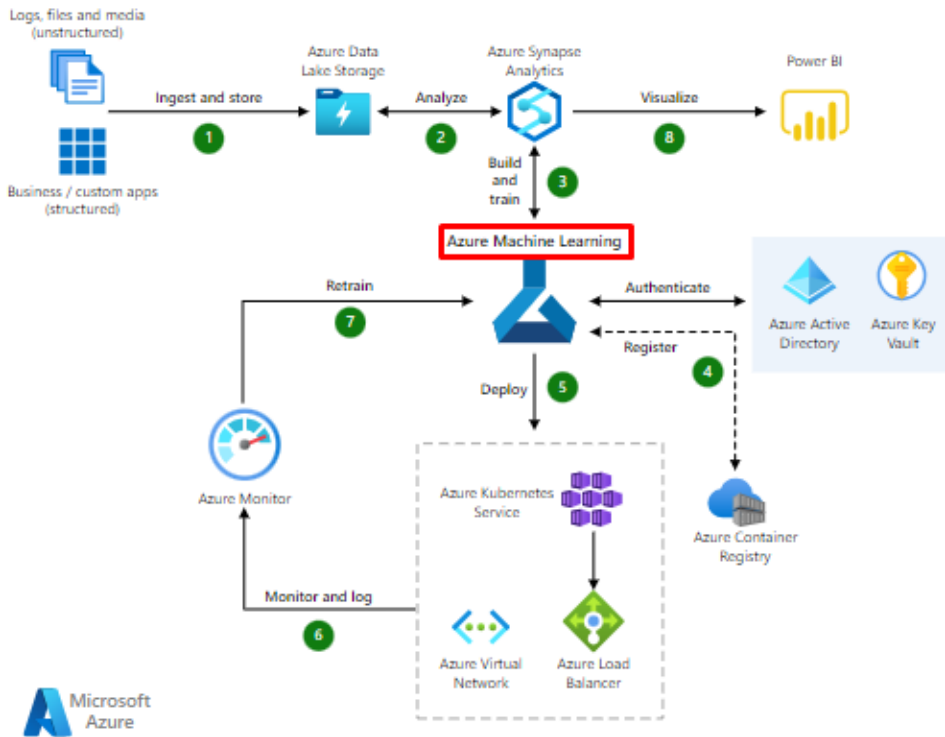 Logs, files and media
(unstructured)
Azure Data
Lake Storage
Azure Synapse
Analytics
Power BI
Ingest and store
1
Analyze
2
Visualize
8
Business / custom apps
(structured)
Build
and
train
3
Azure Machine Learning
Retrain
7
Authenticate
Azure Active
Directory
Azure Key
Vault
Register
4
Deploy
5
Azure Monitor
Azure Kubernetes
Service
Azure Container
Registry
Monitor and log
6
Azure Virtual
Network
Azure Load
Balancer
Microsoft
Azure